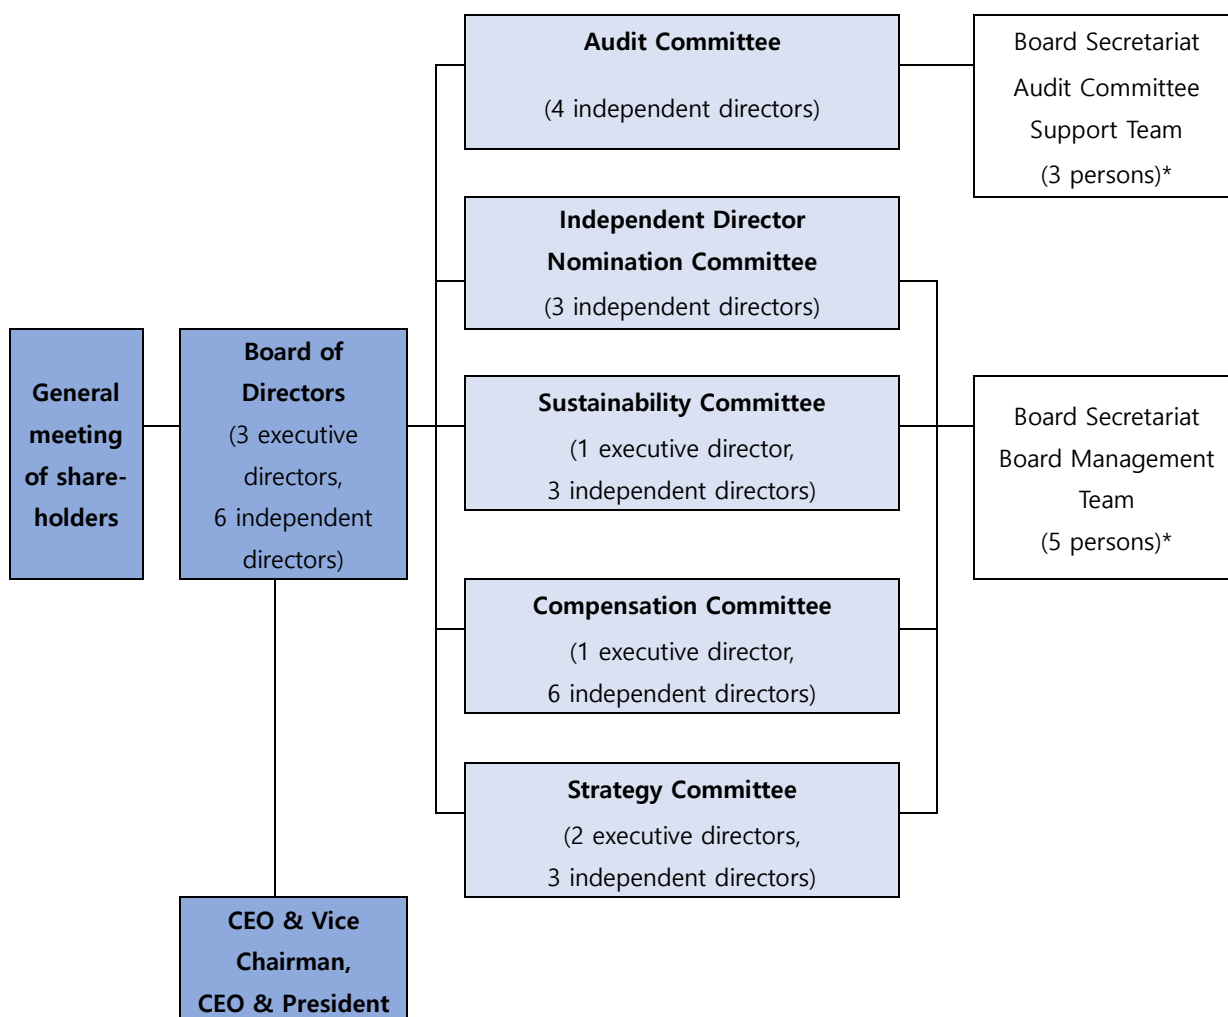 Audit Committee
(4 independent directors)
Board Secretariat
Audit Committee
Support Team
(3 persons)*
Independent Director
Nomination Committee
(3 independent directors)
General
meeting
of share-
holders
Board of
Directors
(3 executive
directors,
6 independent
directors)
Sustainability Committee
(1 executive director,
3 independent directors)
Board Secretariat
Board Management
Team
(5 persons)*
Compensation Committee
(1 executive director,
6 independent directors)
Strategy Committee
(2 executive directors,
3 independent directors)
CEO & Vice
Chairman,
CEO & President